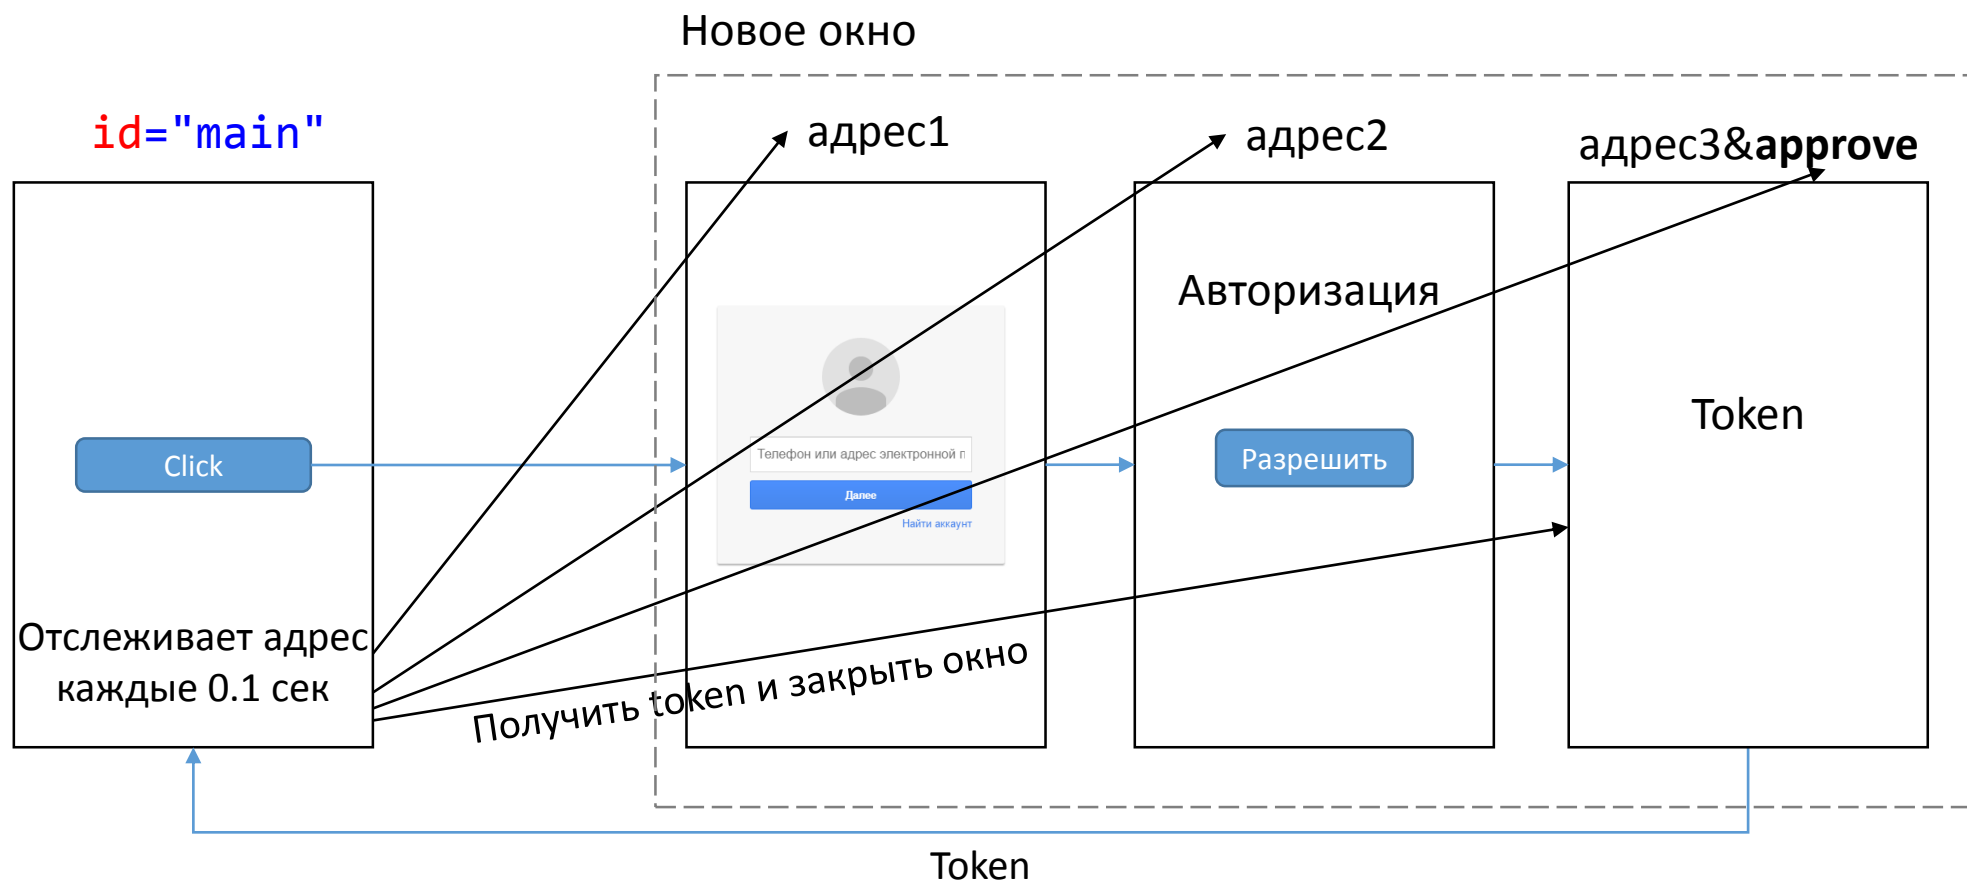 Новое окно
id="main"
адрес1
адрес2
адрес3&approve
Click
Отслеживает адрес
каждые 0.1 сек
Телефон или адрес электронной п
Далее
Найти аккаунт
Авторизация
Разрешить
Token
Получить token и закрыть окно
Token